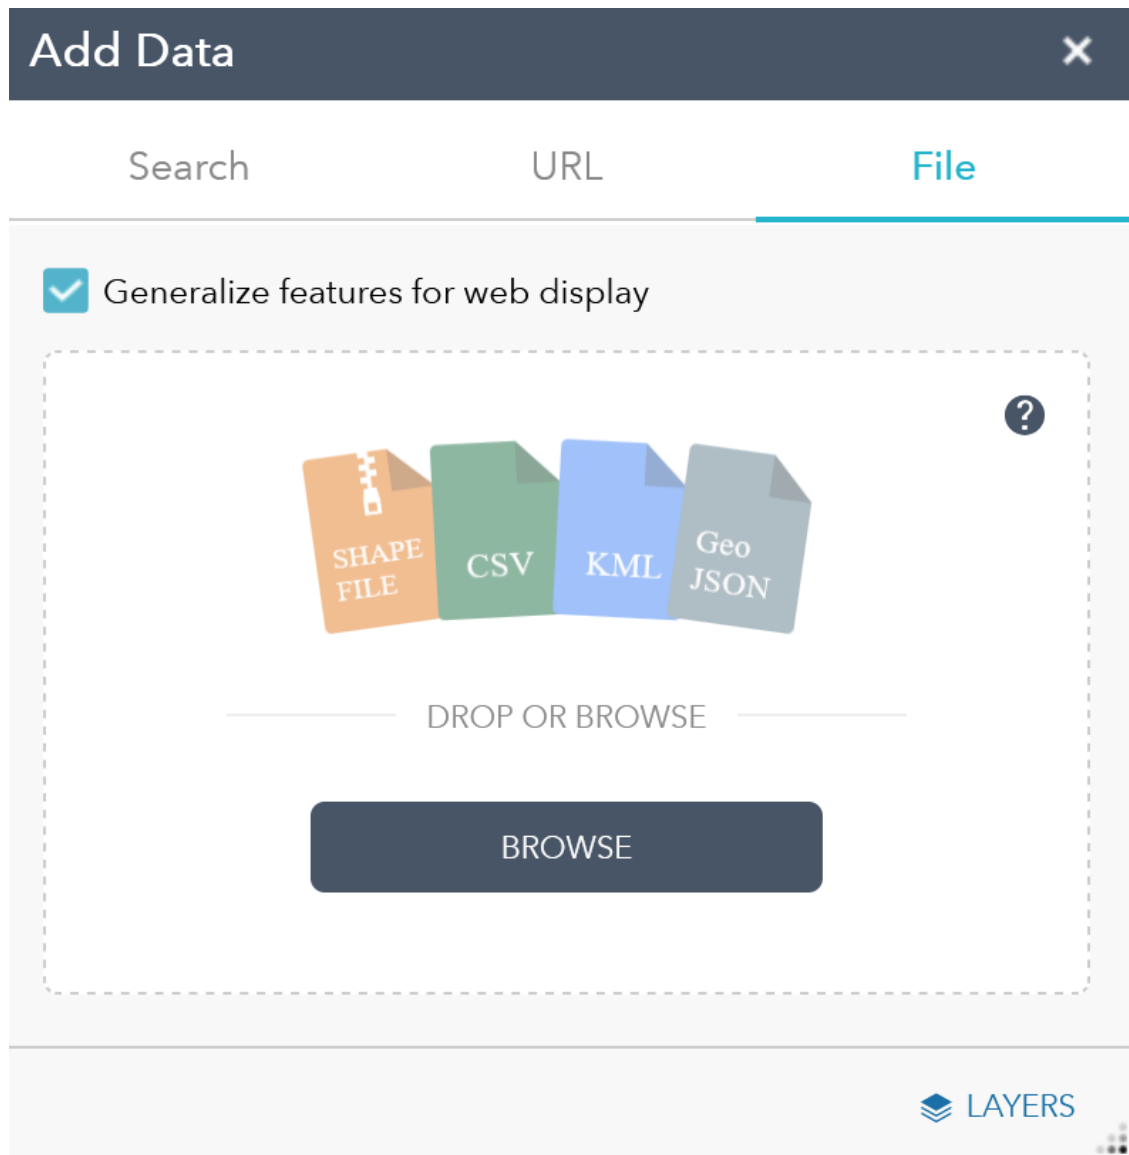 Add Data
Search URL File
Generalize features for web display
?
SHAPE
FILE
CSV
KML
Geo
JSON
DROP OR BROWSE
BROWSE
LAYERS